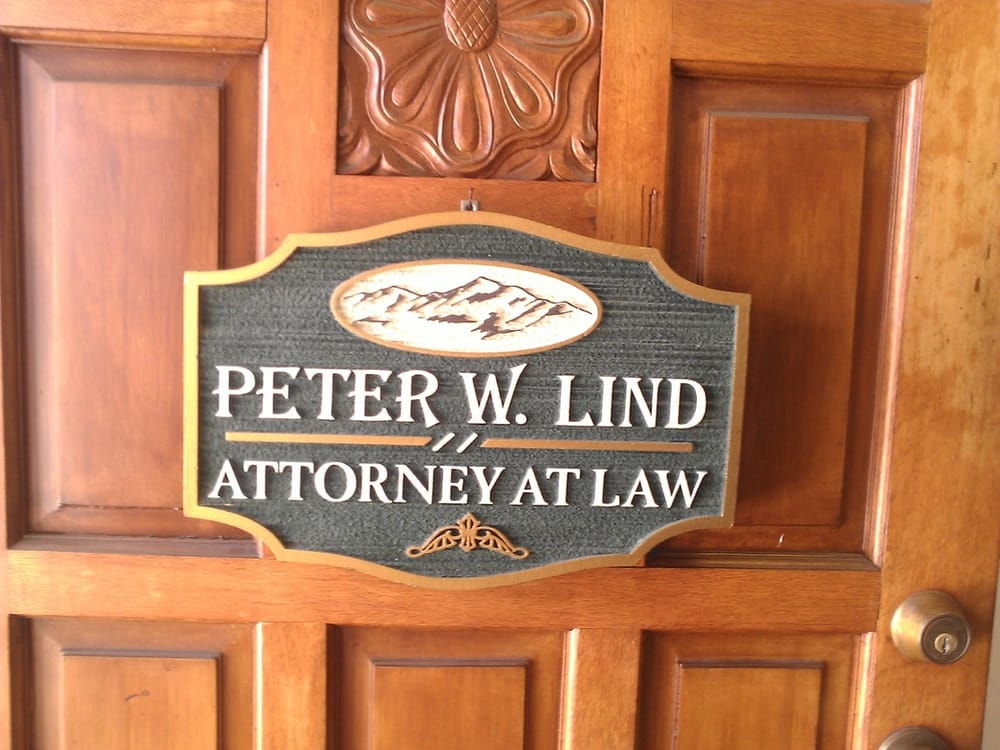 PETER W. LIND
ATTORNEY AT LAW